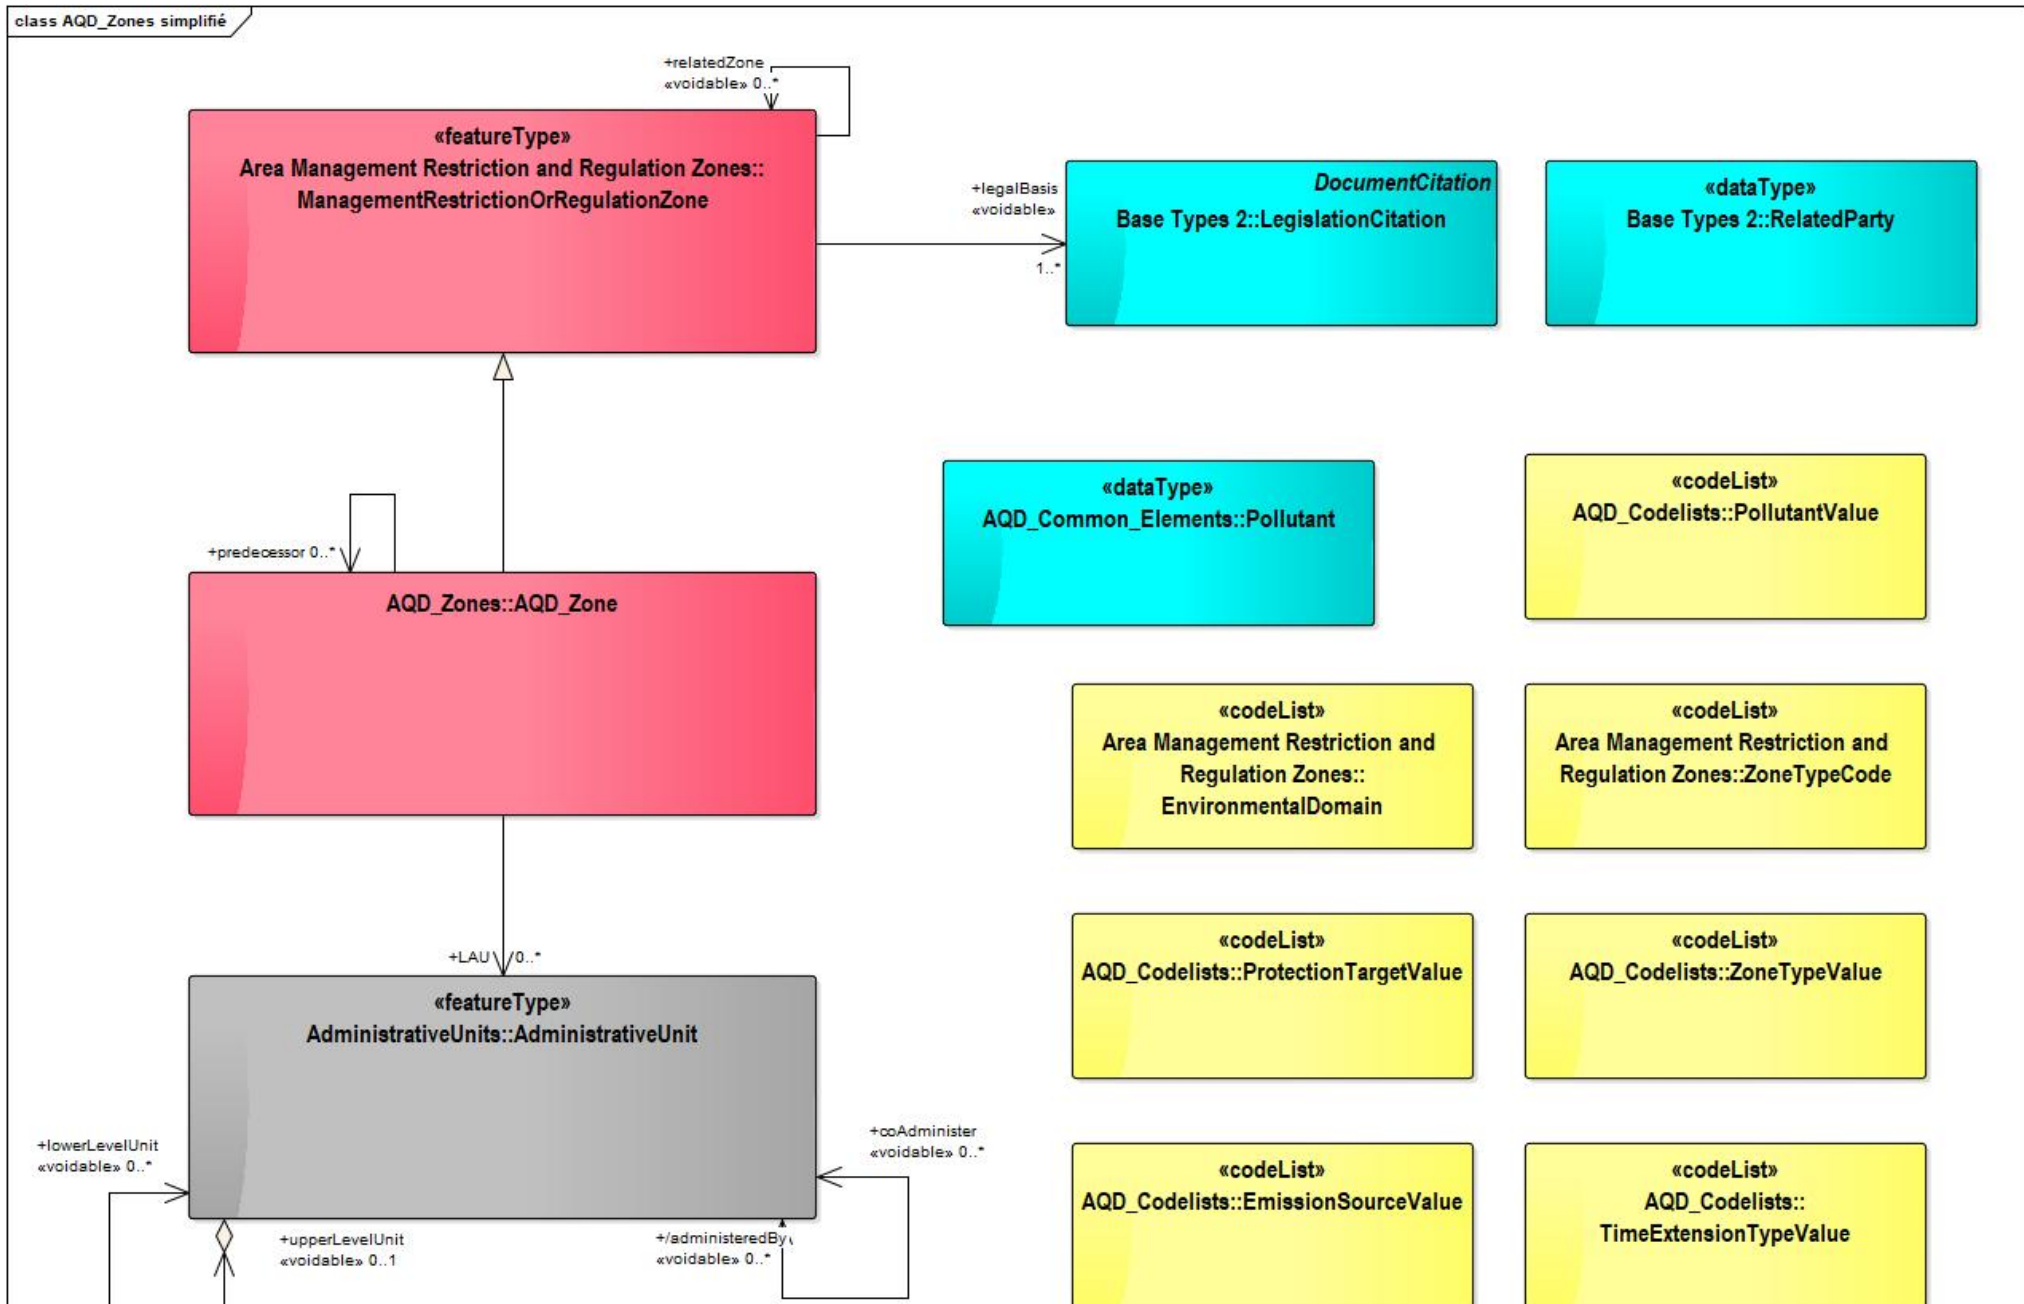 class AQD_Zones simplifié
+relatedZone
«voidable» 0..*
«featureType»
Area Management Restriction and Regulation Zones::
ManagementRestrictionOrRegulationZone
+legalBasis
«voidable»
1..*
DocumentCitation
Base Types 2::LegislationCitation
«dataType»
Base Types 2::RelatedParty
«dataType»
AQD_Common_Elements::Pollutant
«codeList»
AQD_Codelists::PollutantValue
+predecessor 0..*
AQD_Zones::AQD_Zone
«codeList»
Area Management Restriction and
Regulation Zones::
EnvironmentalDomain
«codeList»
Area Management Restriction and
Regulation Zones::ZoneTypeCode
«codeList»
AQD_Codelists::ProtectionTargetValue
«codeList»
AQD_Codelists::ZoneTypeValue
+LAU
0..*
«featureType»
AdministrativeUnits::AdministrativeUnit
+lowerLevelUnit
«voidable» 0..*
+coAdminister
«voidable» 0..*
+upperLevelUnit
«voidable» 0..1
+/administeredBy
«voidable» 0..*
«codeList»
AQD_Codelists::EmissionSourceValue
«codeList»
AQD_Codelists::
TimeExtensionTypeValue